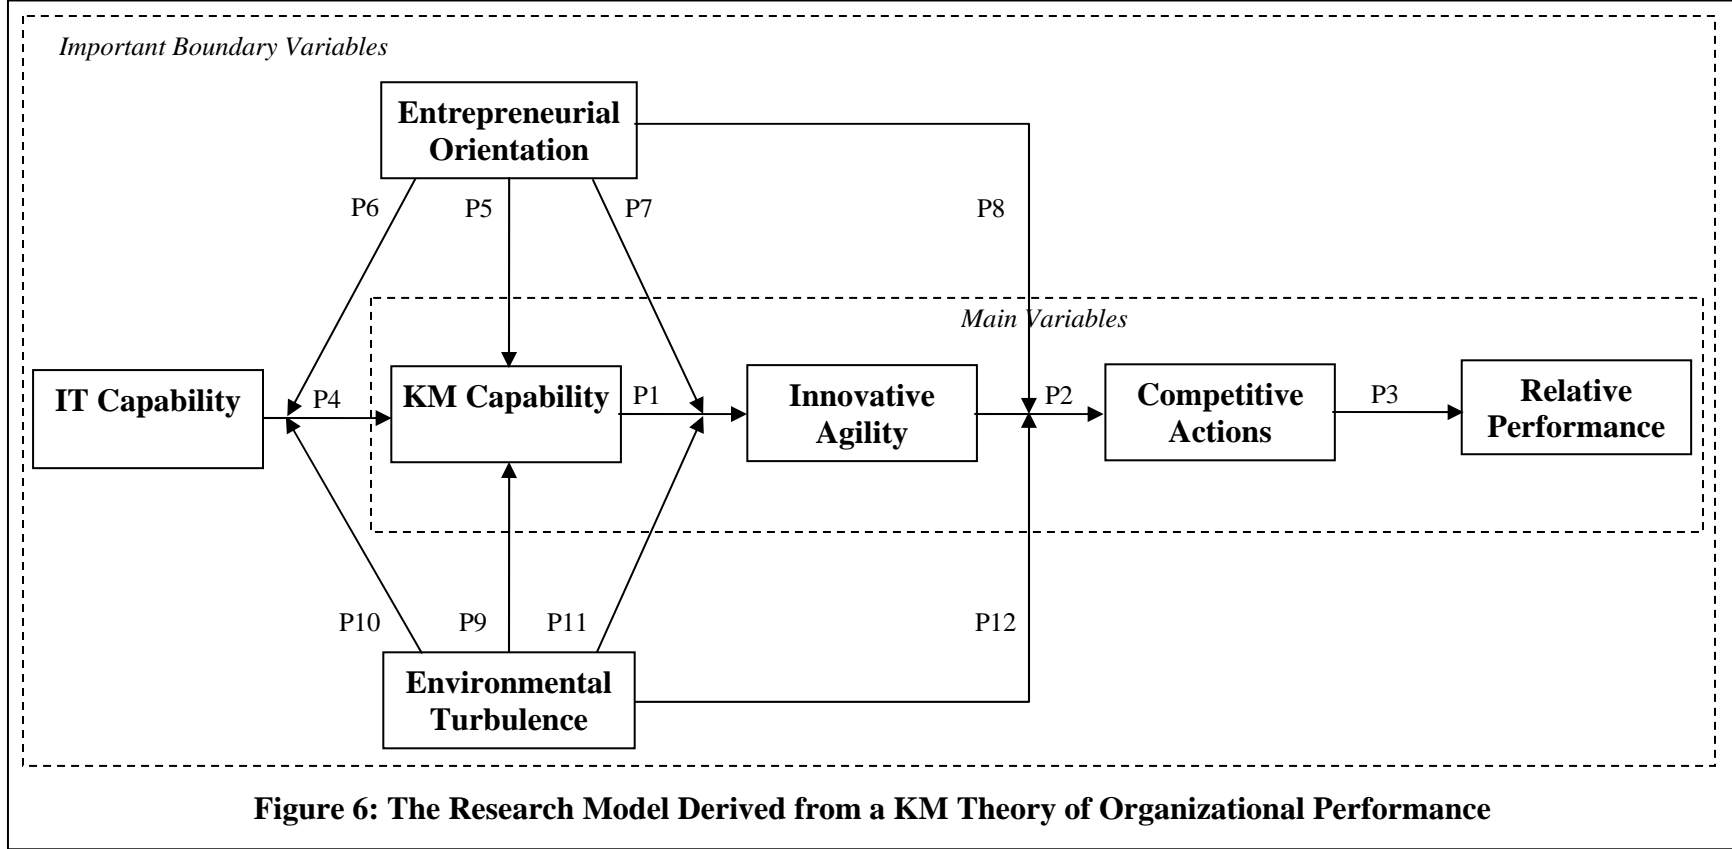 Important Boundary Variables
Entrepreneurial
Orientation
P6
P5
P7
P8
Main Variables
IT Capability
P4
KM Capability
P1
Innovative
Agility
P2
Competitive
Actions
P3
Relative
Performance
P10
P9
P11
P12
Environmental
Turbulence
Figure 6: The Research Model Derived from a KM Theory of Organizational Performance